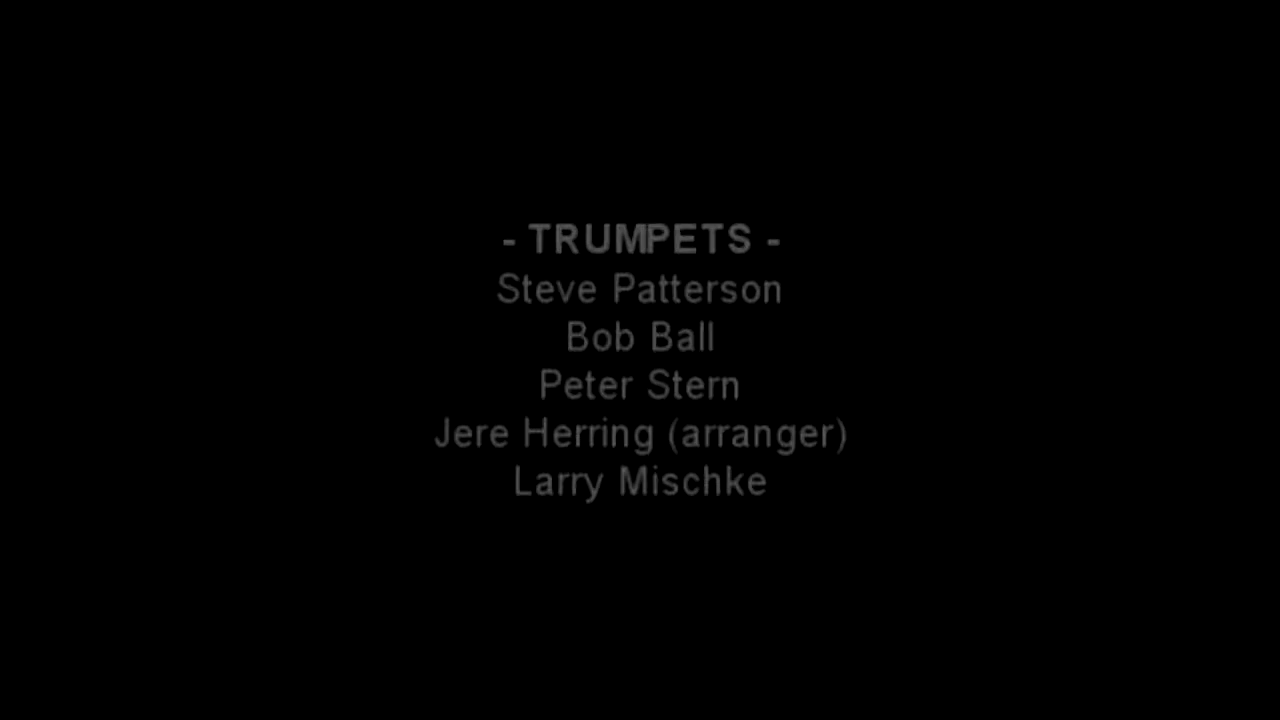 - TRUMPETS -
Steve Patterson
Bob Ball
Peter Stern
Jere Herring (arranger)
Larry Mischke